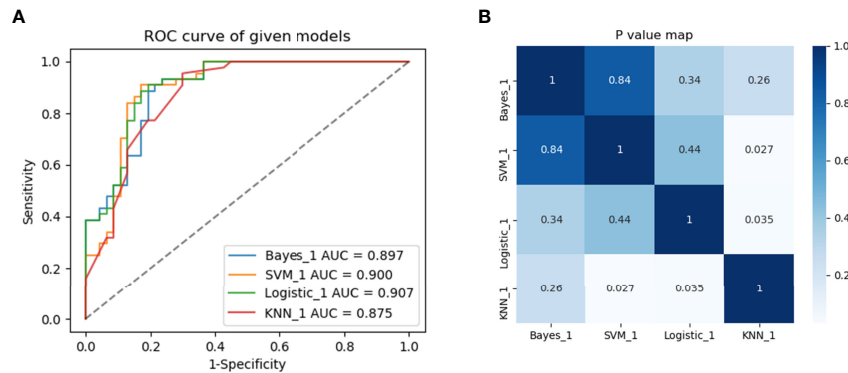 A
ROC curve of given models
1.0
0.8
0.6
0.4
0.2
0.0
Sensitivity
Bayes_1 AUC = 0.897
SVM_1 AUC = 0.900
Logistic_1 AUC = 0.907
KNN_1 AUC = 0.875
0.0 0.2 0.4 0.6 0.8 1.0
1-Specificity
B
P value map
Bayes_1 1 0.84 0.34 0.26
SVM_1 0.84 1 0.44 0.027
Logistic_1 0.34 0.44 1 0.035
KNN_1 0.26 0.027 0.035 1
Bayes_1 SVM_1 Logistic_1 KNN_1
1.0
0.8
0.6
0.4
0.2